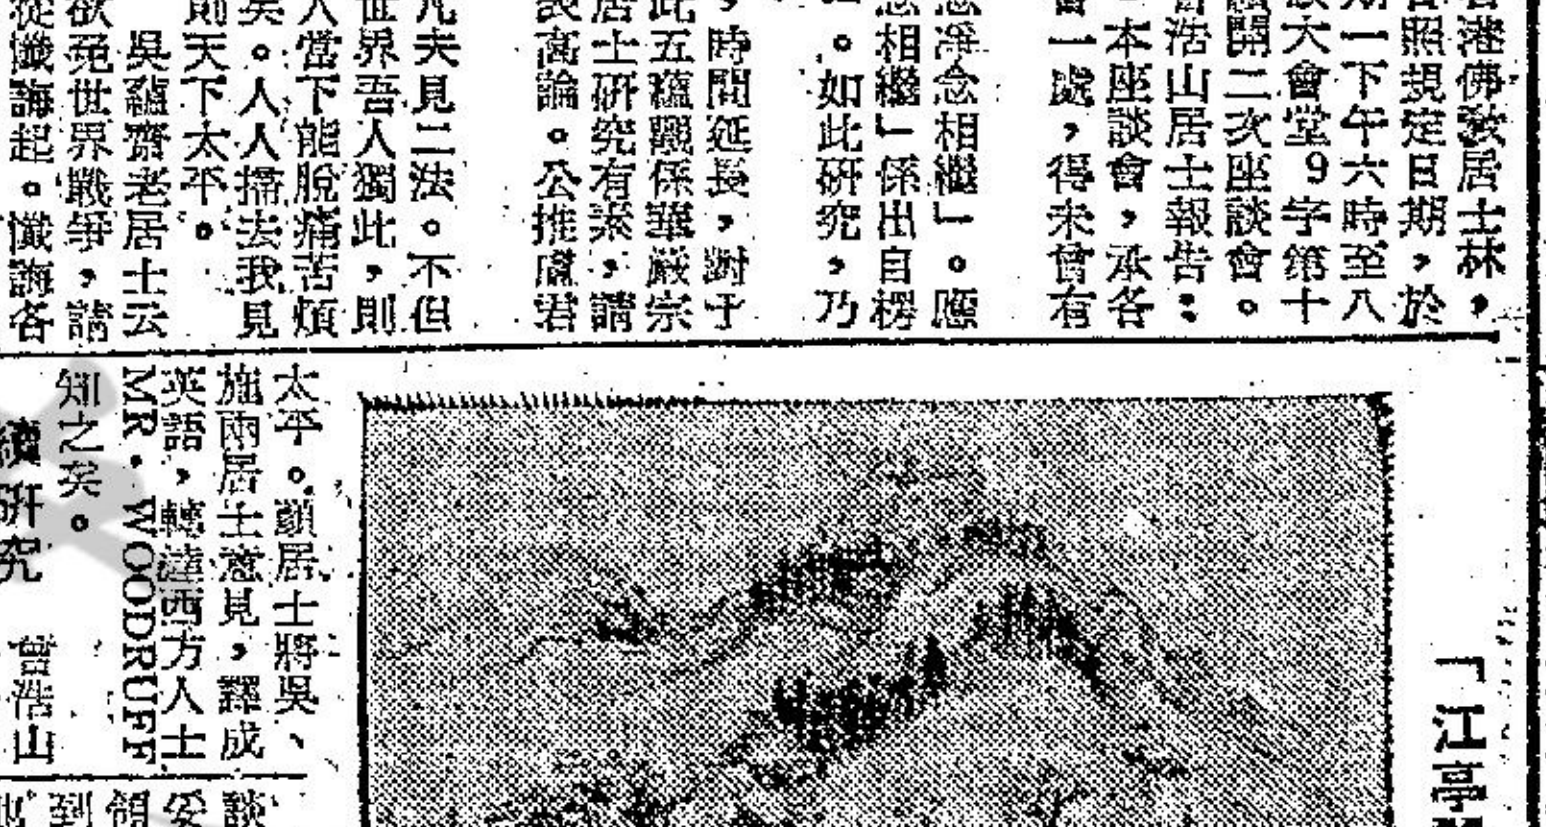 香港佛教居士林，
照規定日期，於
期一下午六時至八
大會堂9字第十
開二次座談會。
浩山居士報告：
本座談會，承各
一處，得未曾有
念淨念相繼」。應
念相繼」係出自楞
。如此研究，乃
，時間延長，對于
此五蘊觀係華嚴宗
居士研究有素，請
談高論。公推盧君
凡夫見二法。不但
世界吾人獨此，則
人當下能脫痛苦煩
矣。人人掃去我見
則天下太平。
吳蘊齋老居士云
欲免世界戰爭，請
從懺悔起。懺悔各
太平。顏居士將吳、
施兩居士意見，譯成
英語，轉達西方人士
MR. WOODRUFF
知之矣。
續研究
曾浩山
談
妥
領
到
「江亭